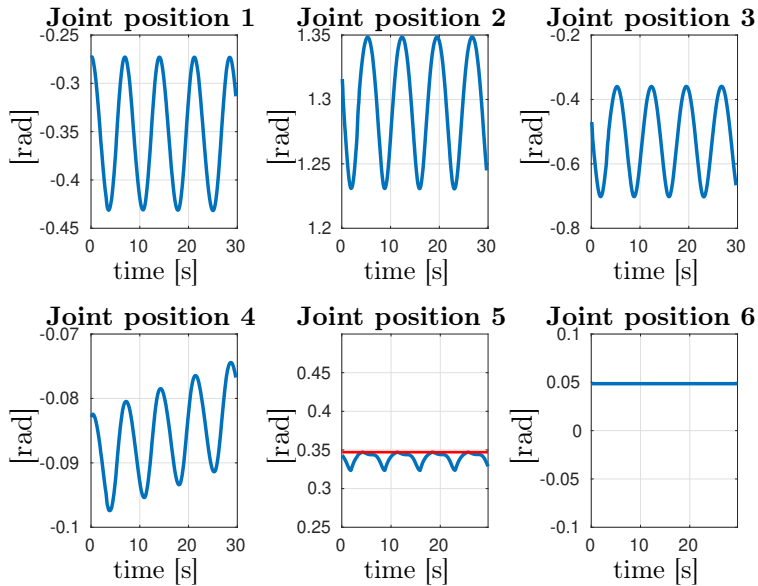 Joint position 1
-0.25
-0.3
-0.35
-0.4
-0.45
[rad]
0 10 20 30
time [s]
Joint position 2
1.35
1.3
1.25
1.2
[rad]
0 10 20 30
time [s]
Joint position 3
-0.2
-0.4
-0.6
-0.8
[rad]
0 10 20 30
time [s]
Joint position 4
-0.07
-0.08
-0.09
-0.1
[rad]
0 10 20 30
time [s]
Joint position 5
0.45
0.4
0.35
0.3
0.25
[rad]
0 10 20
time [s]
Joint position 6
0.1
0.05
0
-0.05
-0.1
[rad]
0 10 20
time [s]